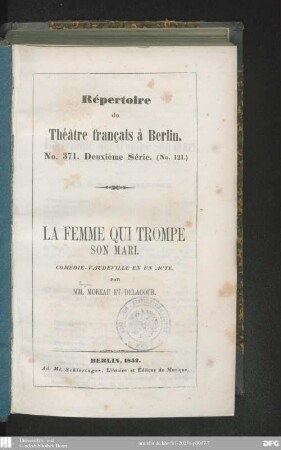 Répertoire
du
Théâtre français à Berlin.
No. 371. Deuxième Série. (No. 121.)
LA FEMME QUI TROMPE
SON MARI.
COMÉDIE-VAUDEVILLE EN UN ACTE,
PAR
MM. MOREAU ET DELACOUR.
BERLIN, 1852.
Ad. Mt. Schlesinger, Libraire et Éditeur de Musique.
DFG